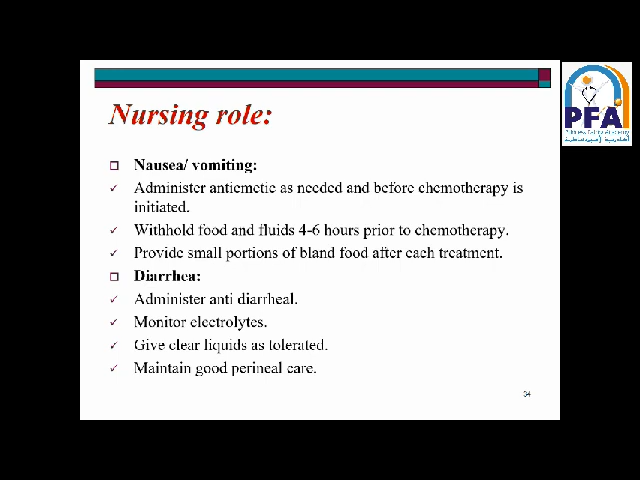 Nursing role:
Nausea/ vomiting:
Administer antiemetic as needed and before chemotherapy is
initiated.
Withhold food and fluids 4-6 hours prior to chemotherapy.
Provide small portions of bland food after each treatment.
Diarrhea:
Administer anti diarrheal.
Monitor electrolytes.
Give clear liquids as tolerated.
Maintain good perineal care.
34
PFA